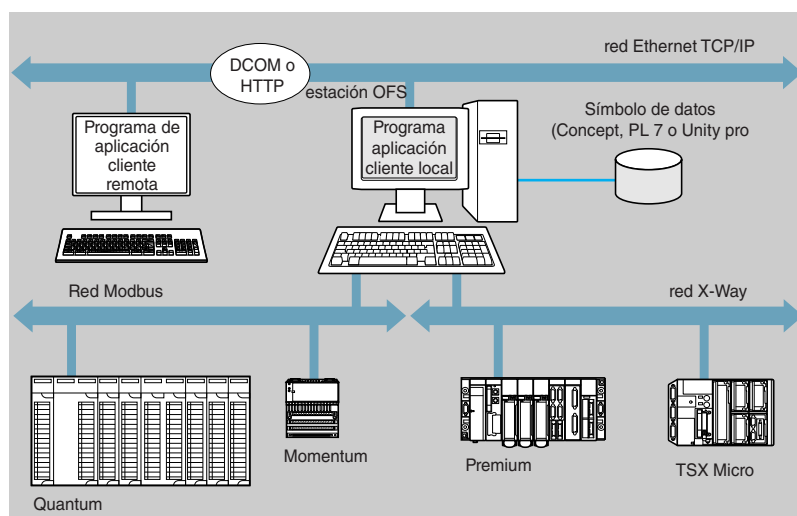 red Ethernet TCP/IP
DCOM o
HTTP
estación OFS
Programa de
aplicación
cliente
remota
Programa
aplicación
cliente local
Símbolo de datos
(Concept, PL 7 o Unity pro
Red Modbus
red X-Way
Quantum
Momentum
Premium
TSX Micro